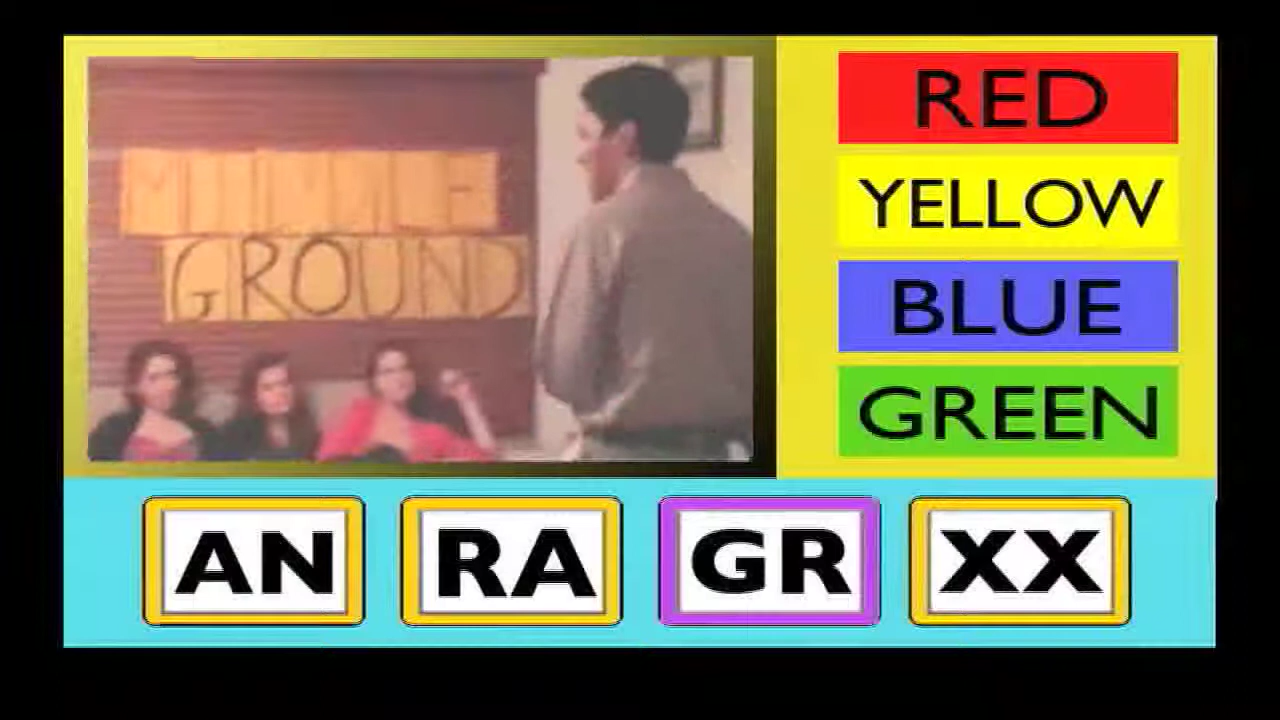 GROUND
RED
YELLOW
BLUE
GREEN
AN
RA
GR
XX